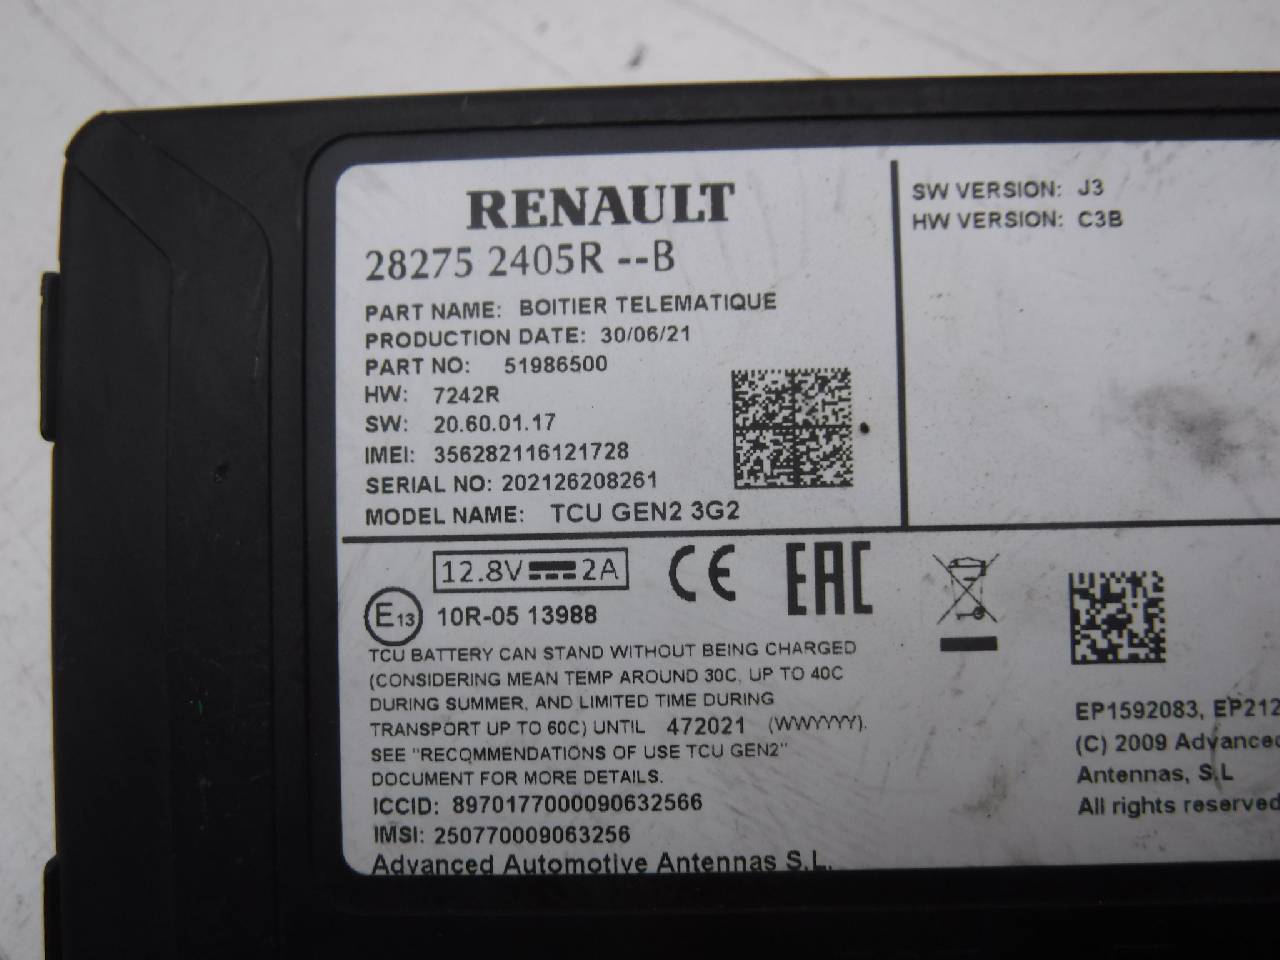 RENAULT
28275 2405R --B
PART NAME: BOITIER TELEMATIQUE
PRODUCTION DATE: 30/06/21
PART NO: 51986500
HW: 7242R
SW: 20.60.01.17
IMEI: 356282116121728
SERIAL NO: 202126208261
MODEL NAME: TCU GEN2 3G2
SW VERSION: J3
HW VERSION: C3B
12.8V 2A
CE EAC
E13 10R-05 13988
TCU BATTERY CAN STAND WITHOUT BEING CHARGED
(CONSIDERING MEAN TEMP AROUND 30C, UP TO 40C
DURING SUMMER, AND LIMITED TIME DURING
TRANSPORT UP TO 60C) UNTIL 472021 (WWYYYY).
SEE "RECOMMENDATIONS OF USE TCU GEN2"
DOCUMENT FOR MORE DETAILS.
ICCID: 8970177000090632566
IMSI: 250770009063256
Advanced Automotive Antennas S.L.
EP1592083, EP212
(C) 2009 Advanced
Antennas, S.L
All rights reserved